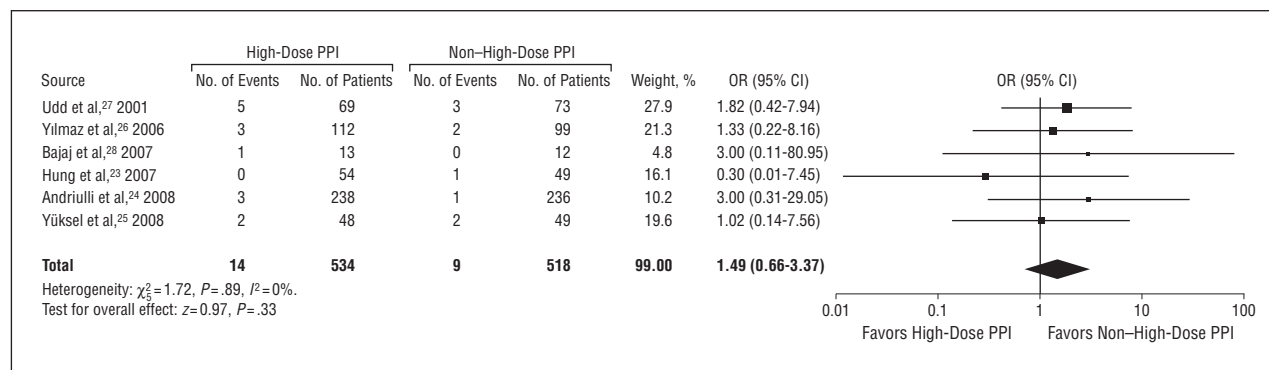 High-Dose PPI Non–High-Dose PPI
Source No. of Events No. of Patients No. of Events No. of Patients Weight, % OR (95% CI) OR (95% CI)
Udd et al,27 2001 5 69 3 73 27.9 1.82 (0.42-7.94)
Yılmaz et al,26 2006 3 112 2 99 21.3 1.33 (0.22-8.16)
Bajaj et al,28 2007 1 13 0 12 4.8 3.00 (0.11-80.95)
Hung et al,23 2007 0 54 1 49 16.1 0.30 (0.01-7.45)
Andriulli et al,24 2008 3 238 1 236 10.2 3.00 (0.31-29.05)
Yüksel et al,25 2008 2 48 2 49 19.6 1.02 (0.14-7.56)
Total 14 534 9 518 99.00 1.49 (0.66-3.37)
Heterogeneity: χ²₅=1.72, P=.89, I²=0%.
Test for overall effect: z=0.97, P=.33
0.01 0.1 1 10 100
Favors High-Dose PPI Favors Non–High-Dose PPI